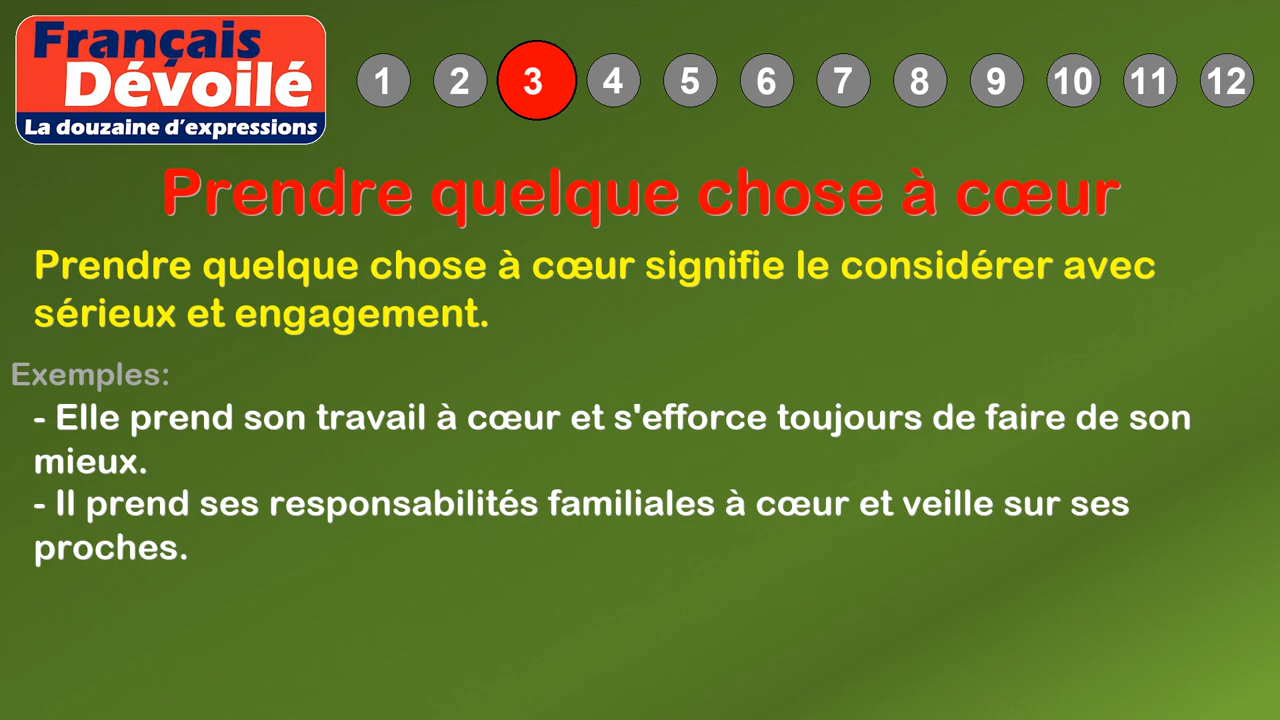 Français
Dévoilé
La douzaine d'expressions
1 2 3 4 5 6 7 8 9 10 11 12
Prendre quelque chose à cœur
Prendre quelque chose à cœur signifie le considérer avec
sérieux et engagement.
Exemples:
- Elle prend son travail à cœur et s'efforce toujours de faire de son
mieux.
- Il prend ses responsabilités familiales à cœur et veille sur ses
proches.